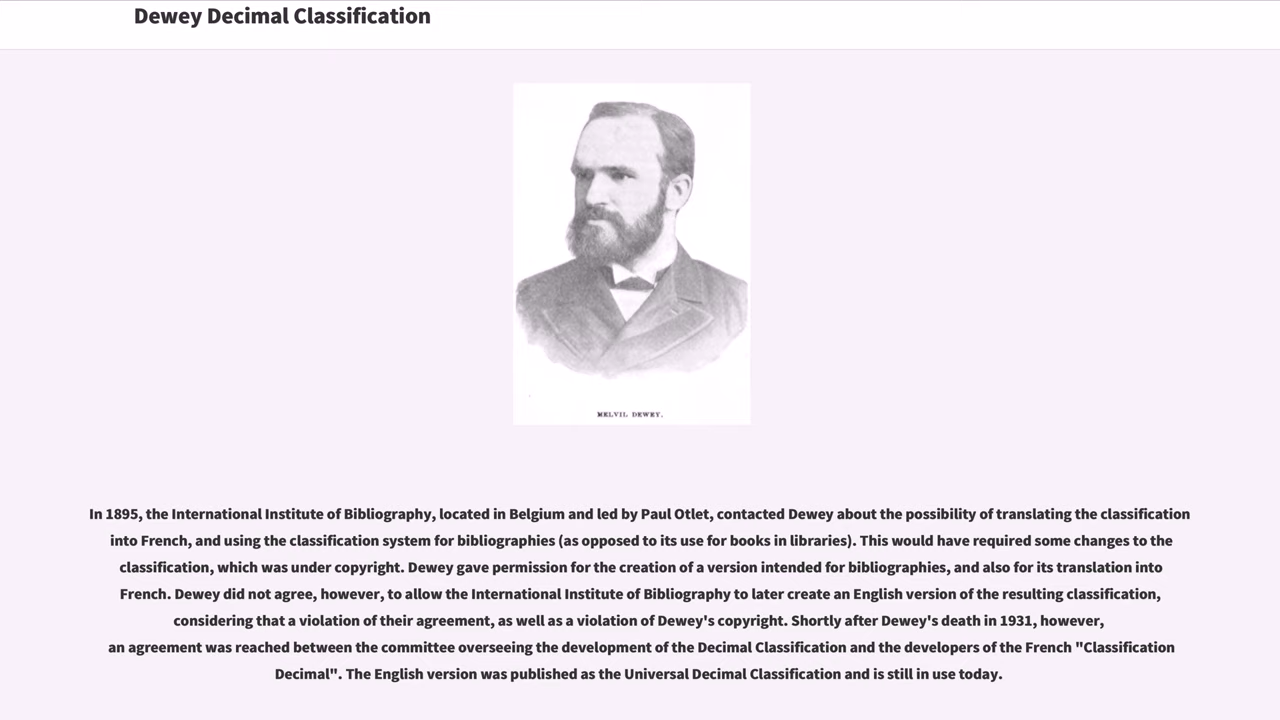 Dewey Decimal Classification
MELVIL DEWEY.
In 1895, the International Institute of Bibliography, located in Belgium and led by Paul Otlet, contacted Dewey about the possibility of translating the classification
into French, and using the classification system for bibliographies (as opposed to its use for books in libraries). This would have required some changes to the
classification, which was under copyright. Dewey gave permission for the creation of a version intended for bibliographies, and also for its translation into
French. Dewey did not agree, however, to allow the International Institute of Bibliography to later create an English version of the resulting classification,
considering that a violation of their agreement, as well as a violation of Dewey's copyright. Shortly after Dewey's death in 1931, however,
an agreement was reached between the committee overseeing the development of the Decimal Classification and the developers of the French "Classification
Decimal". The English version was published as the Universal Decimal Classification and is still in use today.